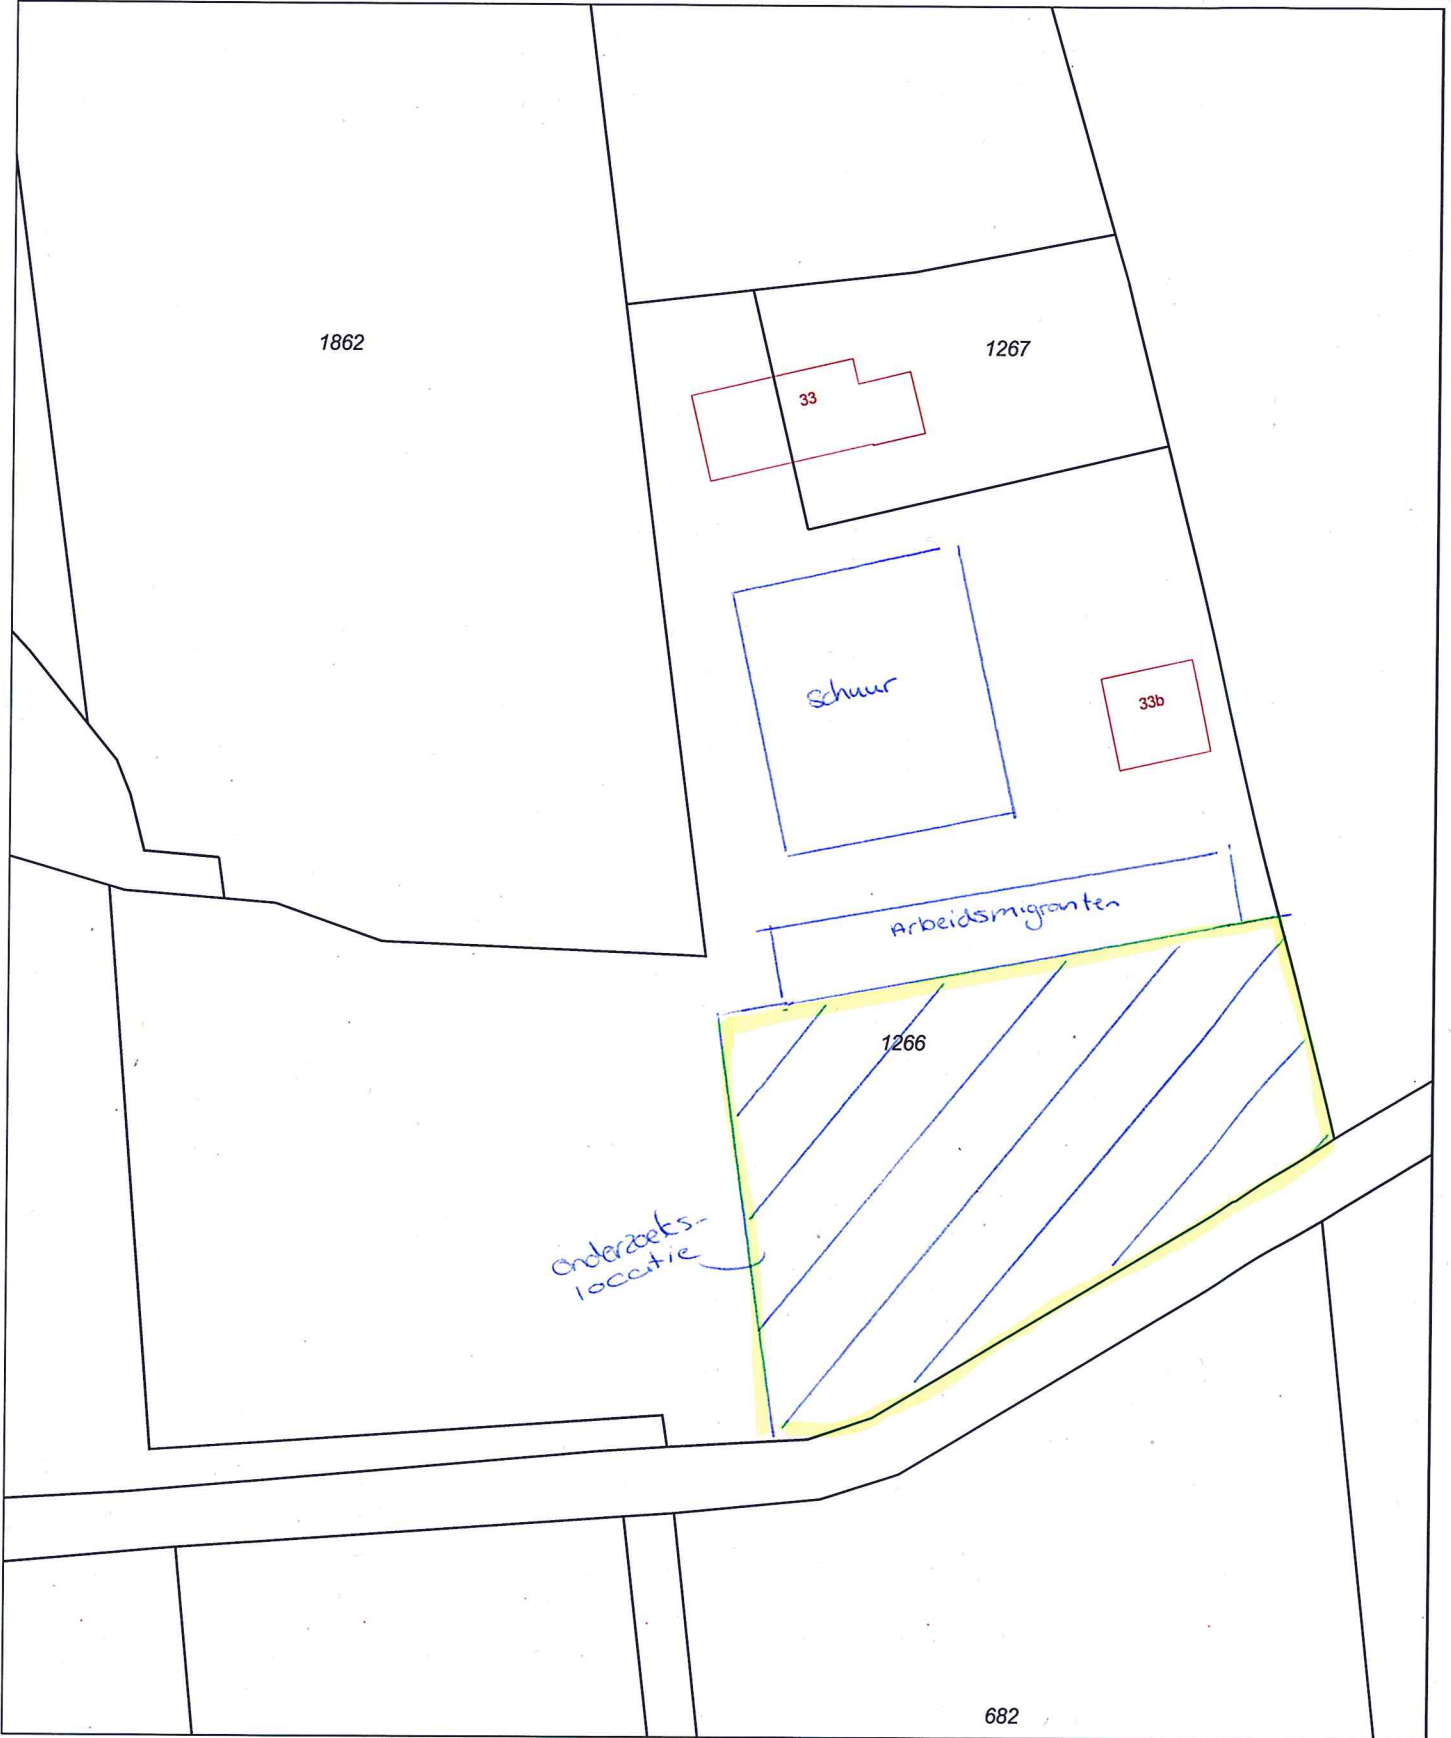 1862
1267
33
schuur
33b
Arbeidsmigranten
1266
onderzoeks-
locatie
682